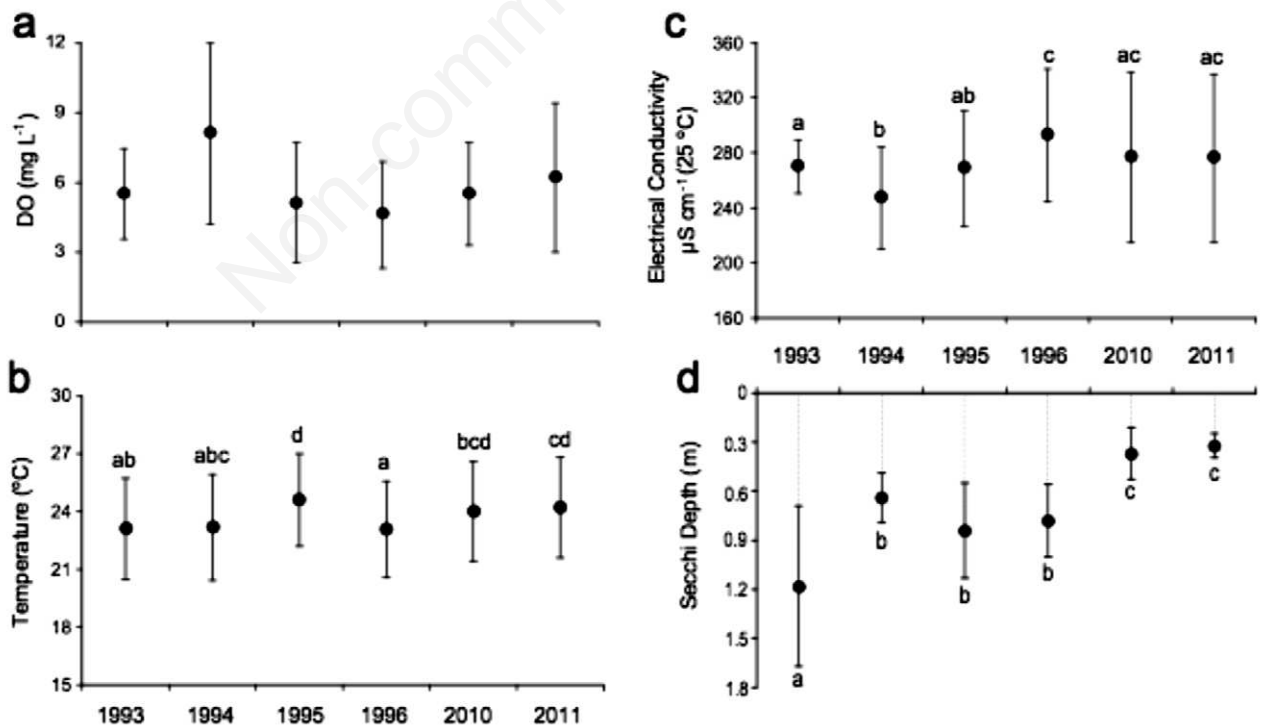 a
12
9
6
3
0
DO (mg L⁻¹)
Non-comm
b
30
27
24
21
18
15
Temperature (ºC)
ab
abc
d
a
bcd
cd
1993
1994
1995
1996
2010
2011
c
360
320
280
240
200
160
Electrical Conductivity
µS cm⁻¹ (25 ºC)
a
b
ab
c
ac
ac
1993
1994
1995
1996
2010
2011
d
0
0.3
0.6
0.9
1.2
1.5
1.8
Secchi Depth (m)
a
b
b
b
c
c